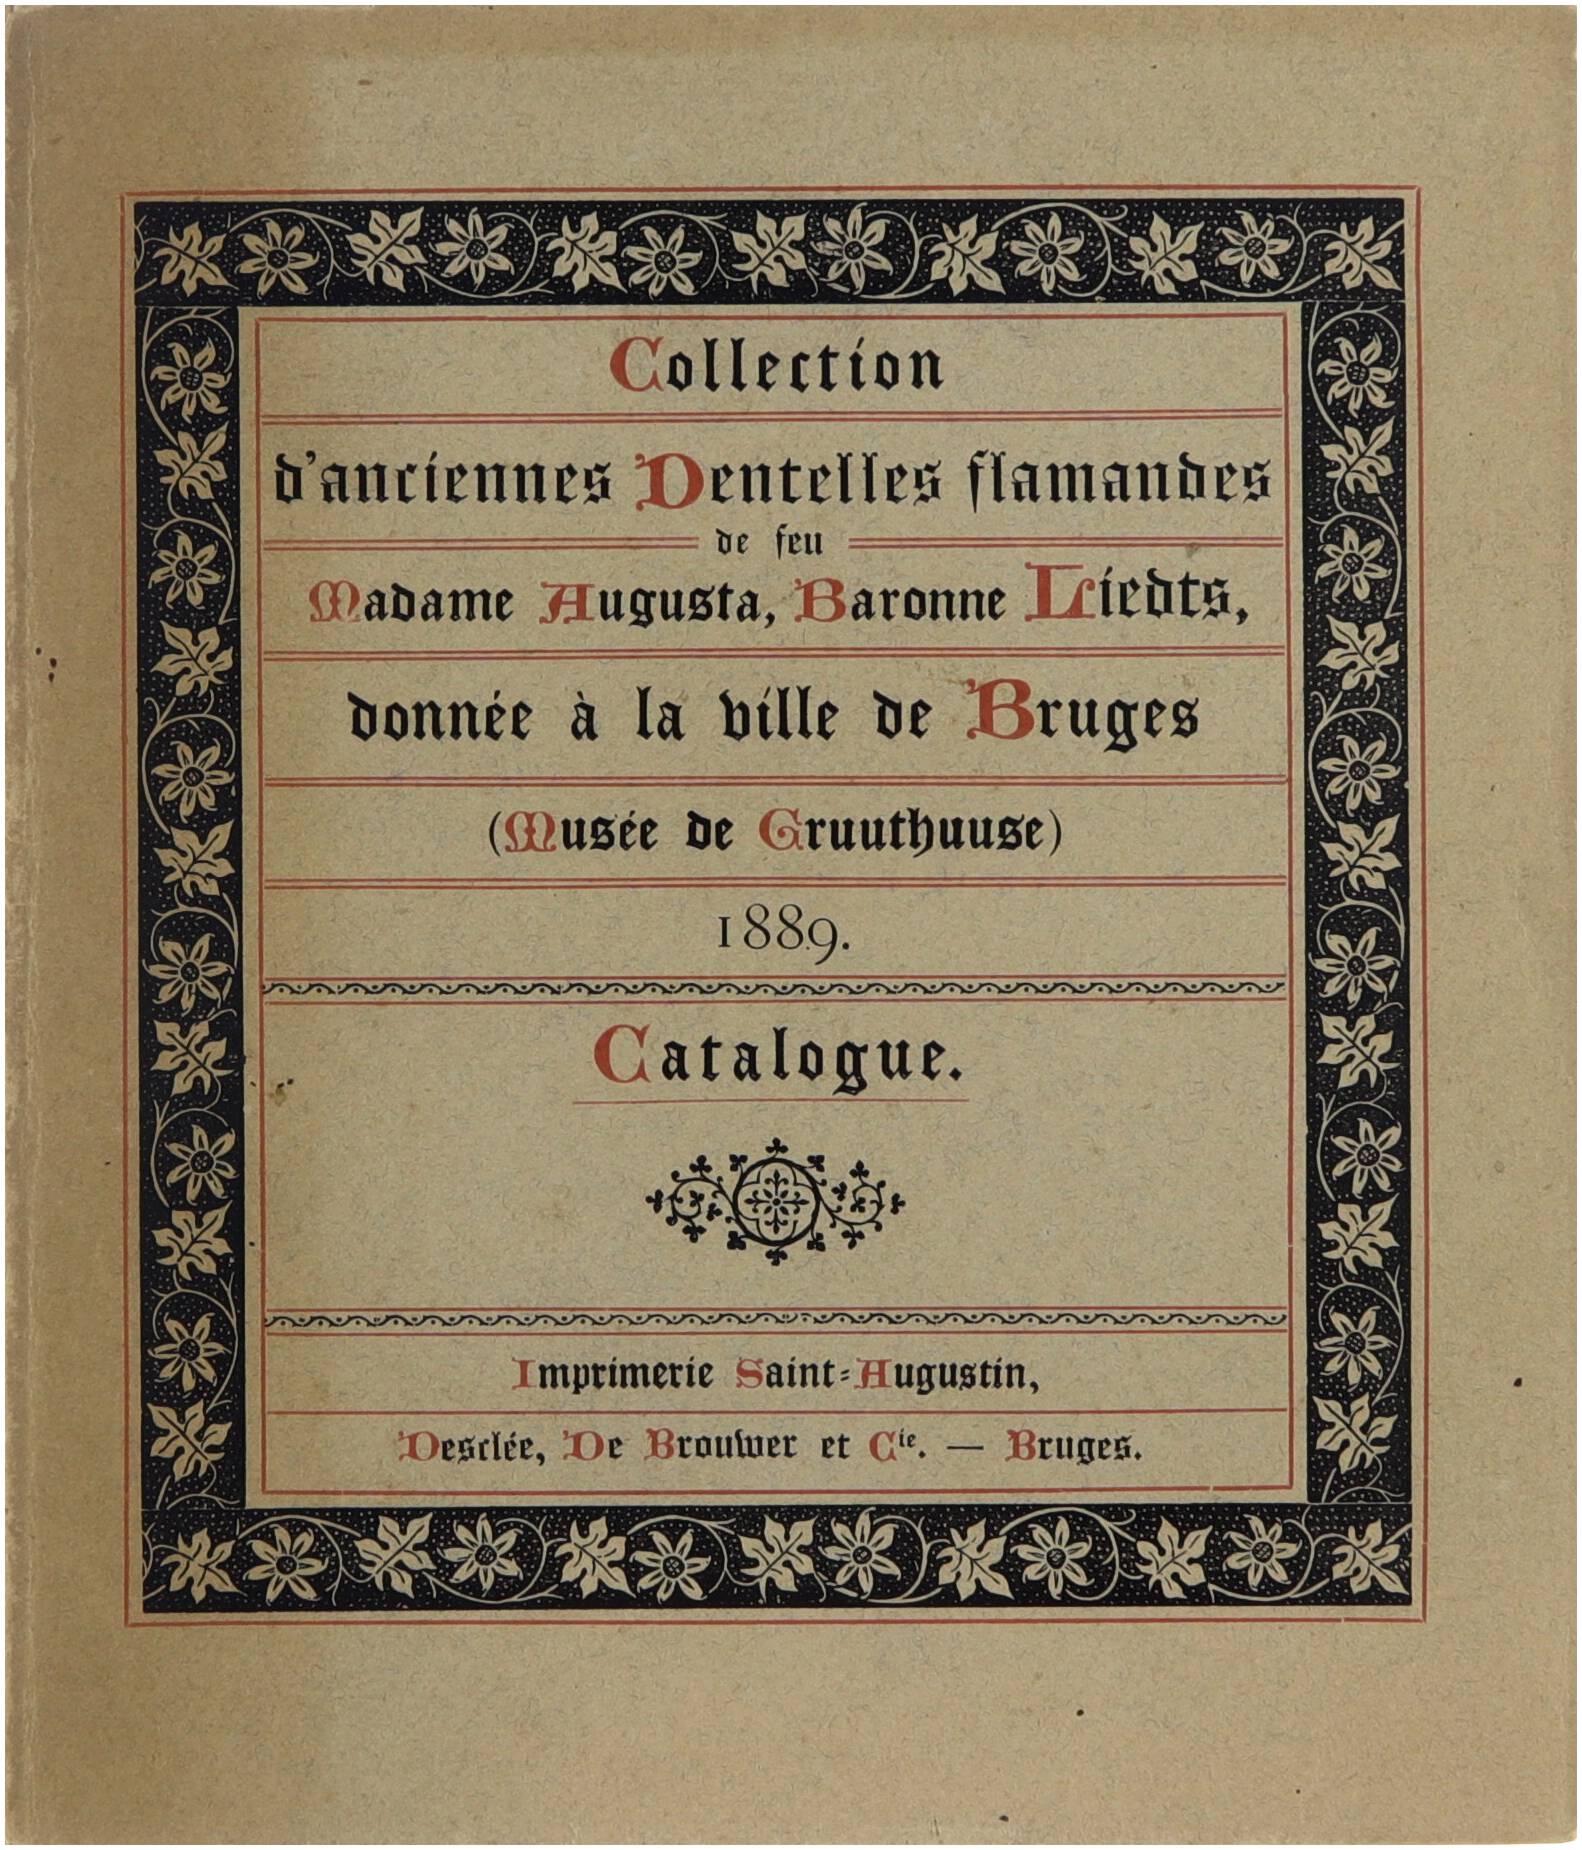 Collection
d'anciennes Dentelles flamandes
de feu
Madame Augusta, Baronne Liedts,
donnée à la ville de Bruges
(Musée de Gruuthuuse)
1889.
Catalogue.
Imprimerie Saint-Augustin,
Desclée, De Brouwer et Cie. — Bruges.